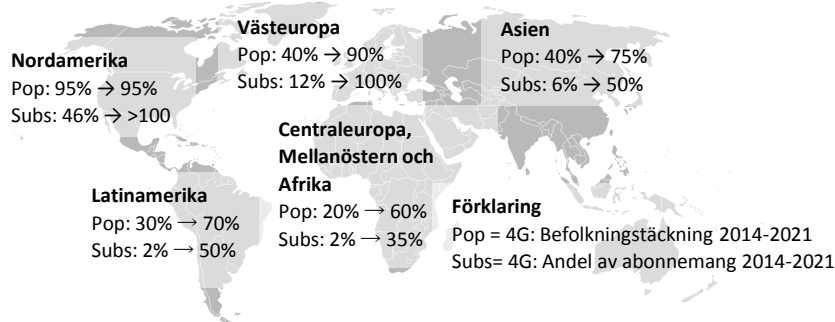 Nordamerika
Pop: 95% → 95%
Subs: 46% → >100
Västeuropa
Pop: 40% → 90%
Subs: 12% → 100%
Asien
Pop: 40% → 75%
Subs: 6% → 50%
Latinamerika
Pop: 30% → 70%
Subs: 2% → 50%
Centraleuropa,
Mellanöstern och
Afrika
Pop: 20% → 60%
Subs: 2% → 35%
Förklaring
Pop = 4G: Befolkningstäckning 2014-2021
Subs= 4G: Andel av abonnemang 2014-2021